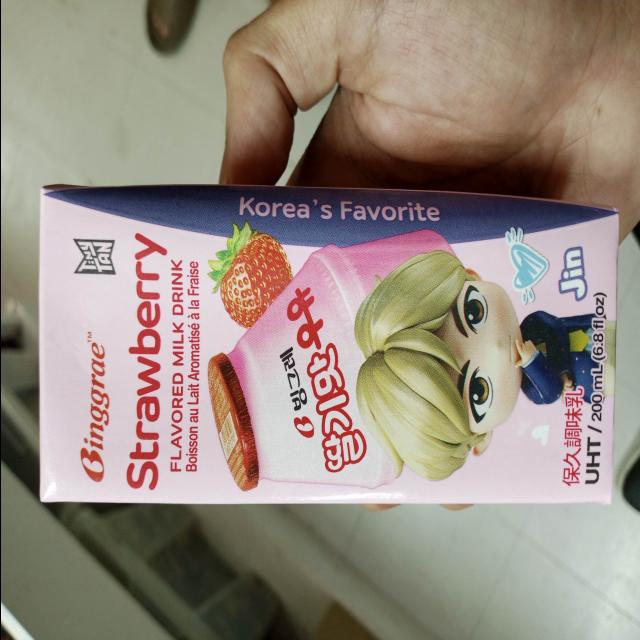 Korea's Favorite
TinyTAN
Binggrae™
Strawberry
FLAVORED MILK DRINK
Boisson au Lait Aromatisé à la Fraise
빙그레
딸기맛우유
Jin
保久調味乳
UHT / 200 mL (6.8 fl oz)